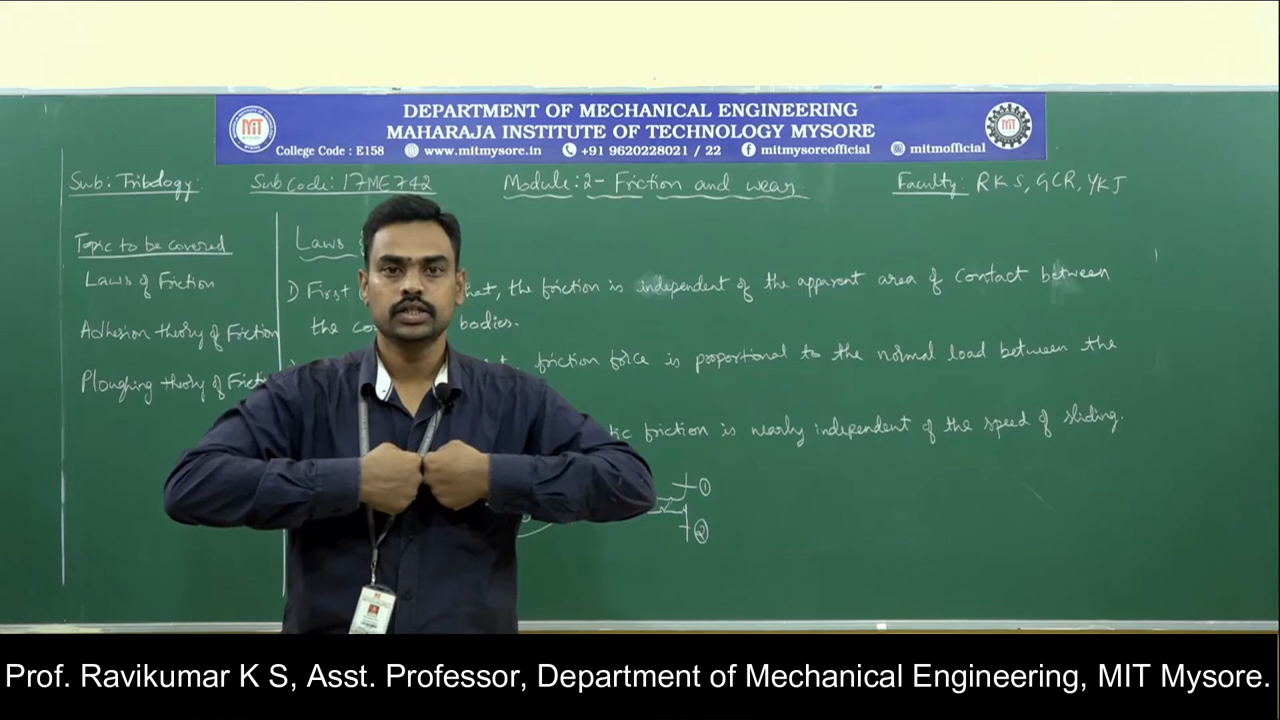 DEPARTMENT OF MECHANICAL ENGINEERING
MAHARAJA INSTITUTE OF TECHNOLOGY MYSORE
College Code : E158 www.mitmysore.in +91 9620228021 / 22 mitmysoreofficial mitmofficial
MIT
MIT
Sub: Tribology Sub Code: 17ME742 Module: 2- Friction and wear Faculty: RKS, GCR, YKJ
Topic to be covered
Laws of Friction
Adhesion theory of Friction
Ploughing theory of
Laws
1) First the friction is independent of the apparent area of Contact between
the bodies.
friction force is proportional to the normal load between the
friction is nearly independent of the speed of sliding.
1
2
Prof. Ravikumar K S, Asst. Professor, Department of Mechanical Engineering, MIT Mysore.